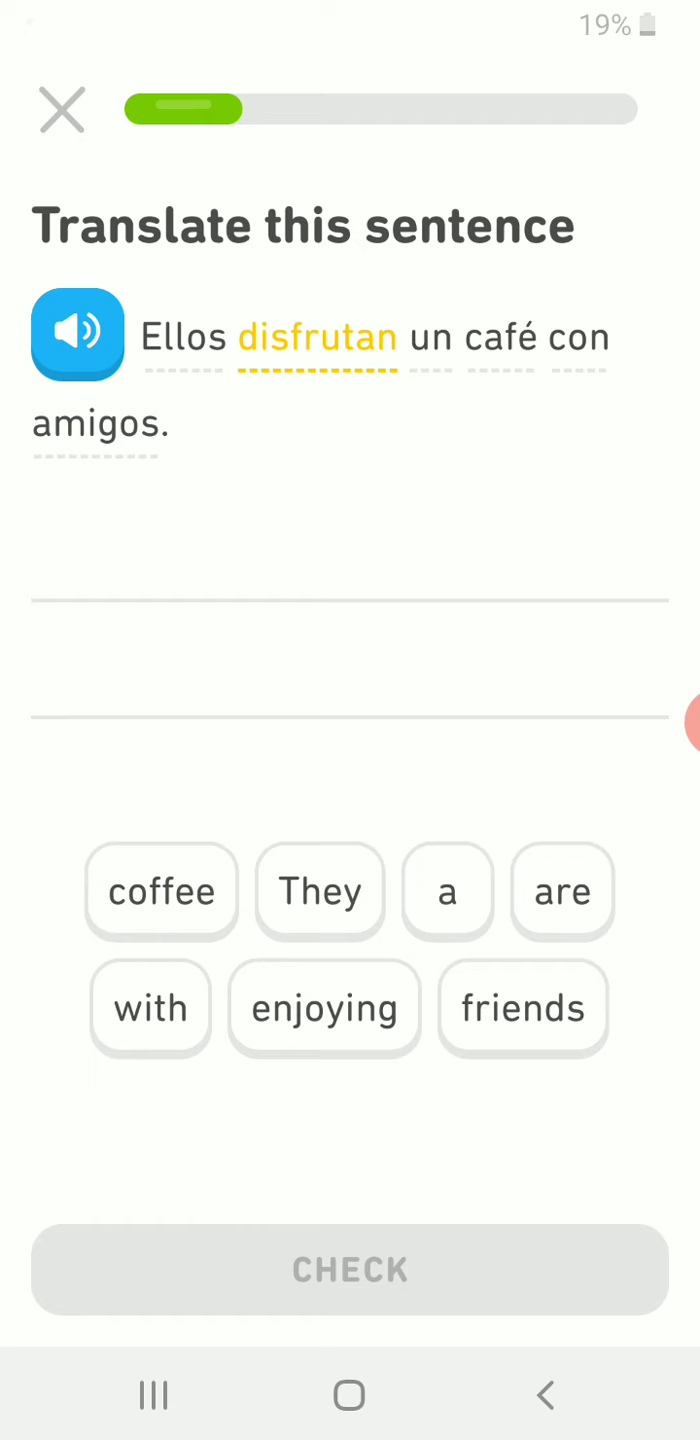 19%
Translate this sentence
Ellos disfrutan un café con
amigos.
coffee They a are
with enjoying friends
CHECK